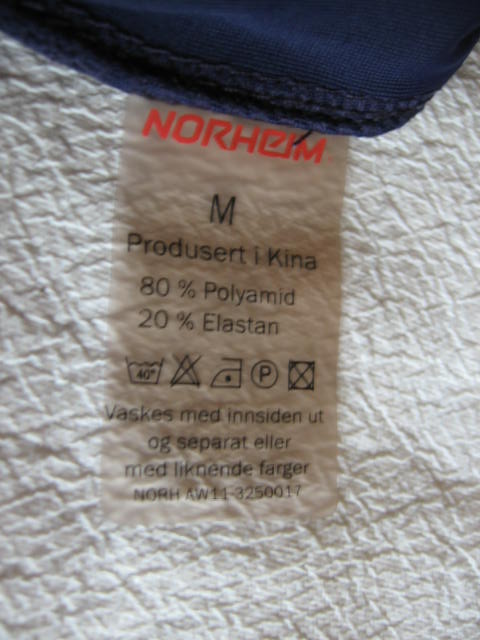 NORHEIM
M
Produsert i Kina
80 % Polyamid
20 % Elastan
40° P
Vaskes med innsiden ut
og separat eller
med liknende farger
NORH AW11-3250017